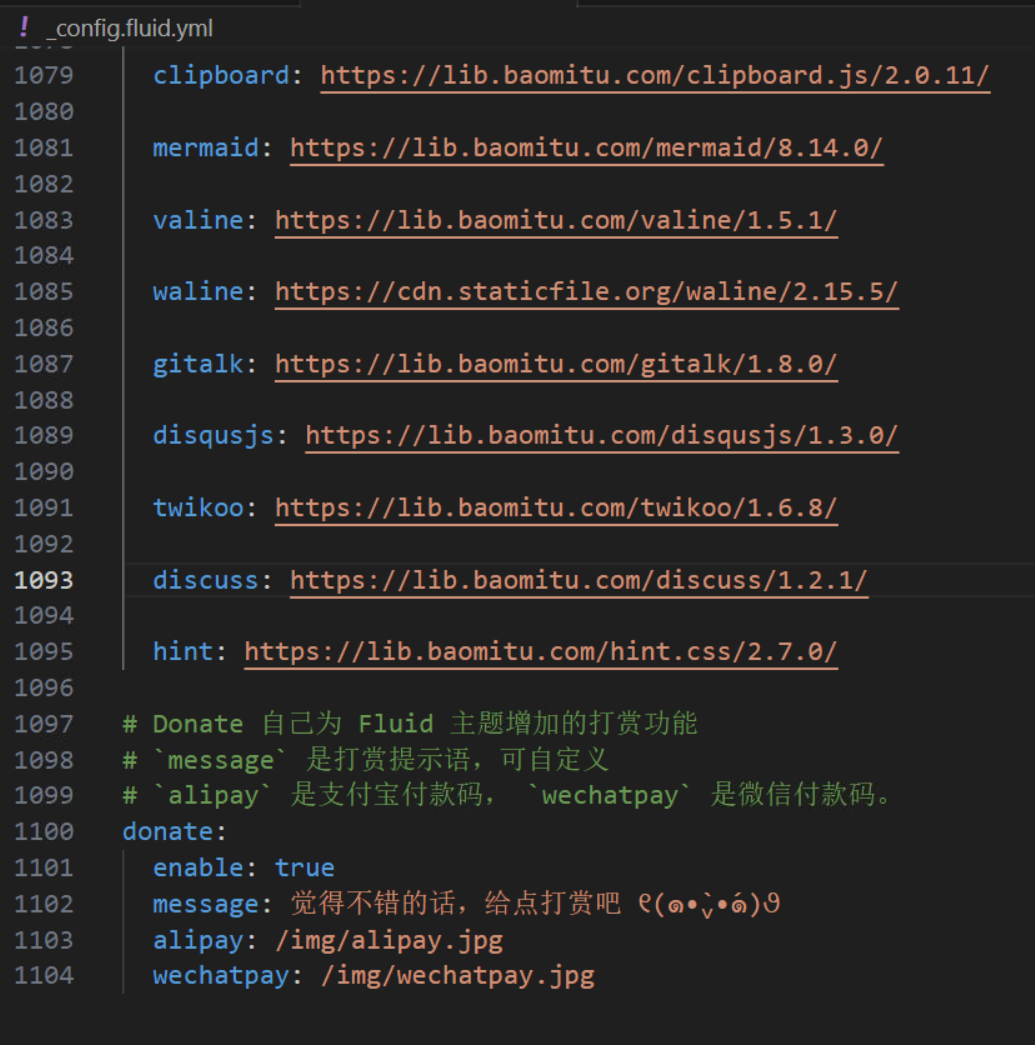 ! _config.fluid.yml
1079 clipboard: https://lib.baomitu.com/clipboard.js/2.0.11/
1080
1081 mermaid: https://lib.baomitu.com/mermaid/8.14.0/
1082
1083 valine: https://lib.baomitu.com/valine/1.5.1/
1084
1085 waline: https://cdn.staticfile.org/waline/2.15.5/
1086
1087 gitalk: https://lib.baomitu.com/gitalk/1.8.0/
1088
1089 disqusjs: https://lib.baomitu.com/disqusjs/1.3.0/
1090
1091 twikoo: https://lib.baomitu.com/twikoo/1.6.8/
1092
1093 discuss: https://lib.baomitu.com/discuss/1.2.1/
1094
1095 hint: https://lib.baomitu.com/hint.css/2.7.0/
1096
1097 # Donate 自己为 Fluid 主题增加的打赏功能
1098 # `message` 是打赏提示语，可自定义
1099 # `alipay` 是支付宝付款码， `wechatpay` 是微信付款码。
1100 donate:
1101 enable: true
1102 message: 觉得不错的话，给点打赏吧 ୧(๑•̀⌄•́๑)૭
1103 alipay: /img/alipay.jpg
1104 wechatpay: /img/wechatpay.jpg